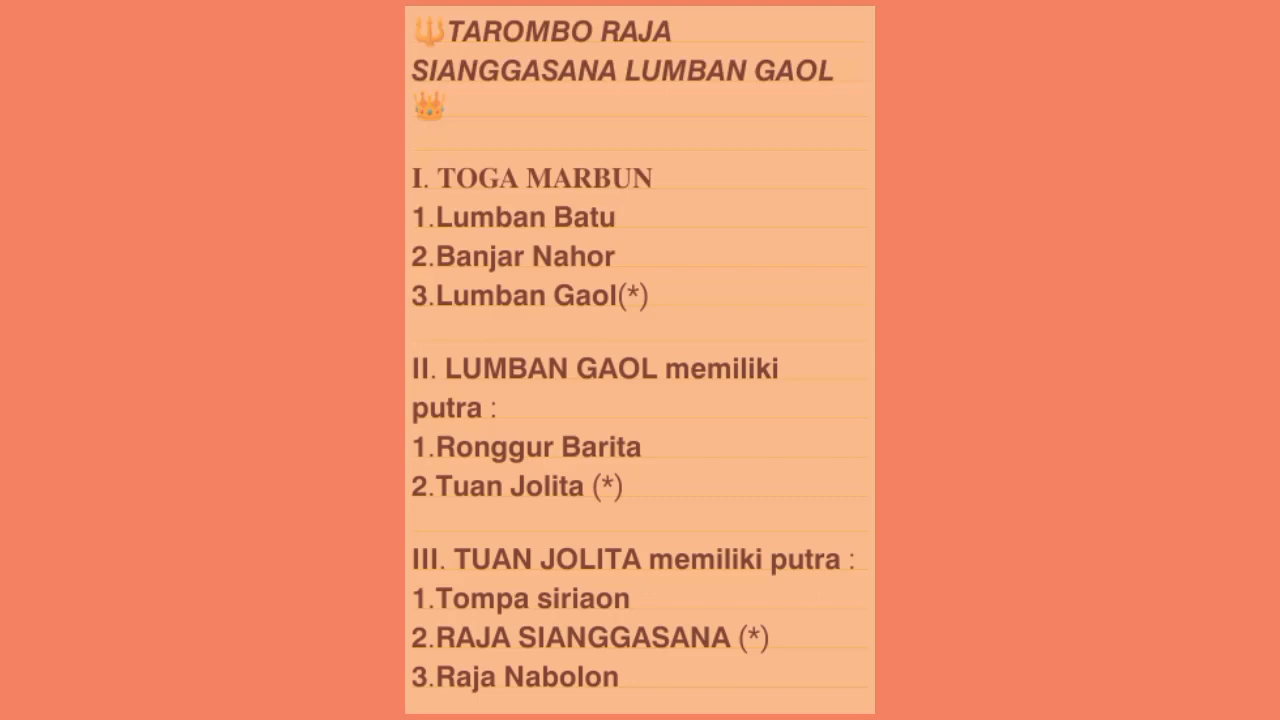 🔱TAROMBO RAJA
SIANGGASANA LUMBAN GAOL
👑
I. TOGA MARBUN
1.Lumban Batu
2.Banjar Nahor
3.Lumban Gaol(*)
II. LUMBAN GAOL memiliki
putra :
1.Ronggur Barita
2.Tuan Jolita (*)
III. TUAN JOLITA memiliki putra :
1.Tompa siriaon
2.RAJA SIANGGASANA (*)
3.Raja Nabolon